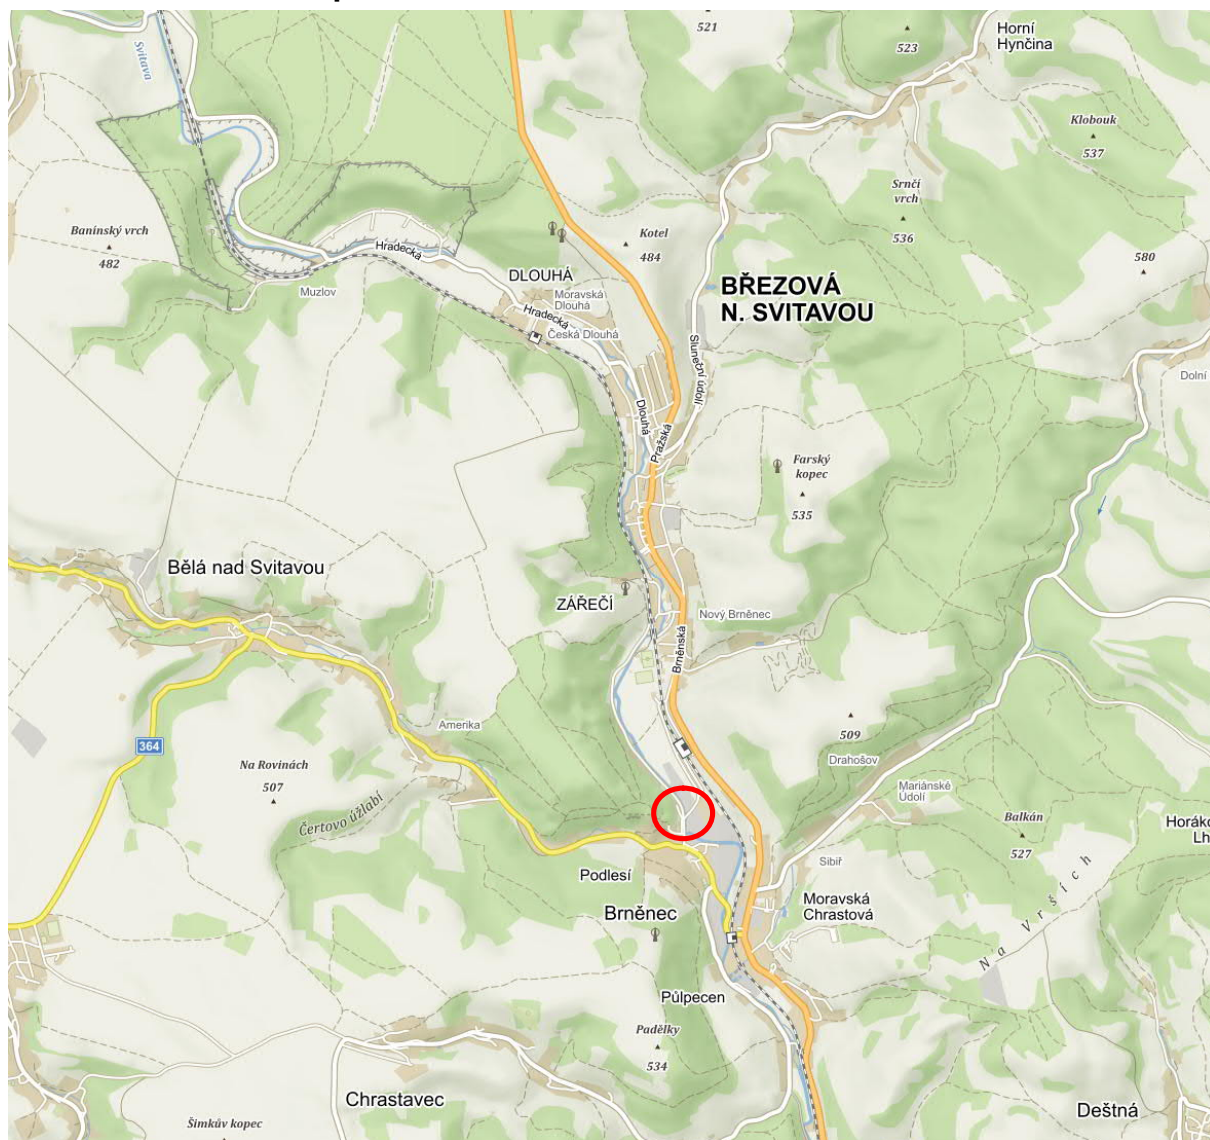 521
523
Horní
Hynčina
Svitava
Klobouk
537
Srnčí
vrch
536
Banínský vrch
482
Hradecká
Kotel
484
580
DLOUHÁ
Muzlov
Moravská
Dlouhá
BŘEZOVÁ
N. SVITAVOU
Hradecká
Česká Dlouhá
Sluneční údolí
Dolní
Dlouhá
Pražská
Farský
kopec
535
Bělá nad Svitavou
ZÁŘEČÍ
Nový Brněnec
Brněnská
Amerika
509
364
Na Rovinách
507
Drahošov
Mariánské
Údolí
Čertovo úžlabí
Balkán
527
Horáko
Lh
Sibiř
Podlesí
Moravská
Chrastová
Brněnec
Na Vrších
Půlpecen
Padělky
534
Chrastavec
Deštná
Šimkův kopec